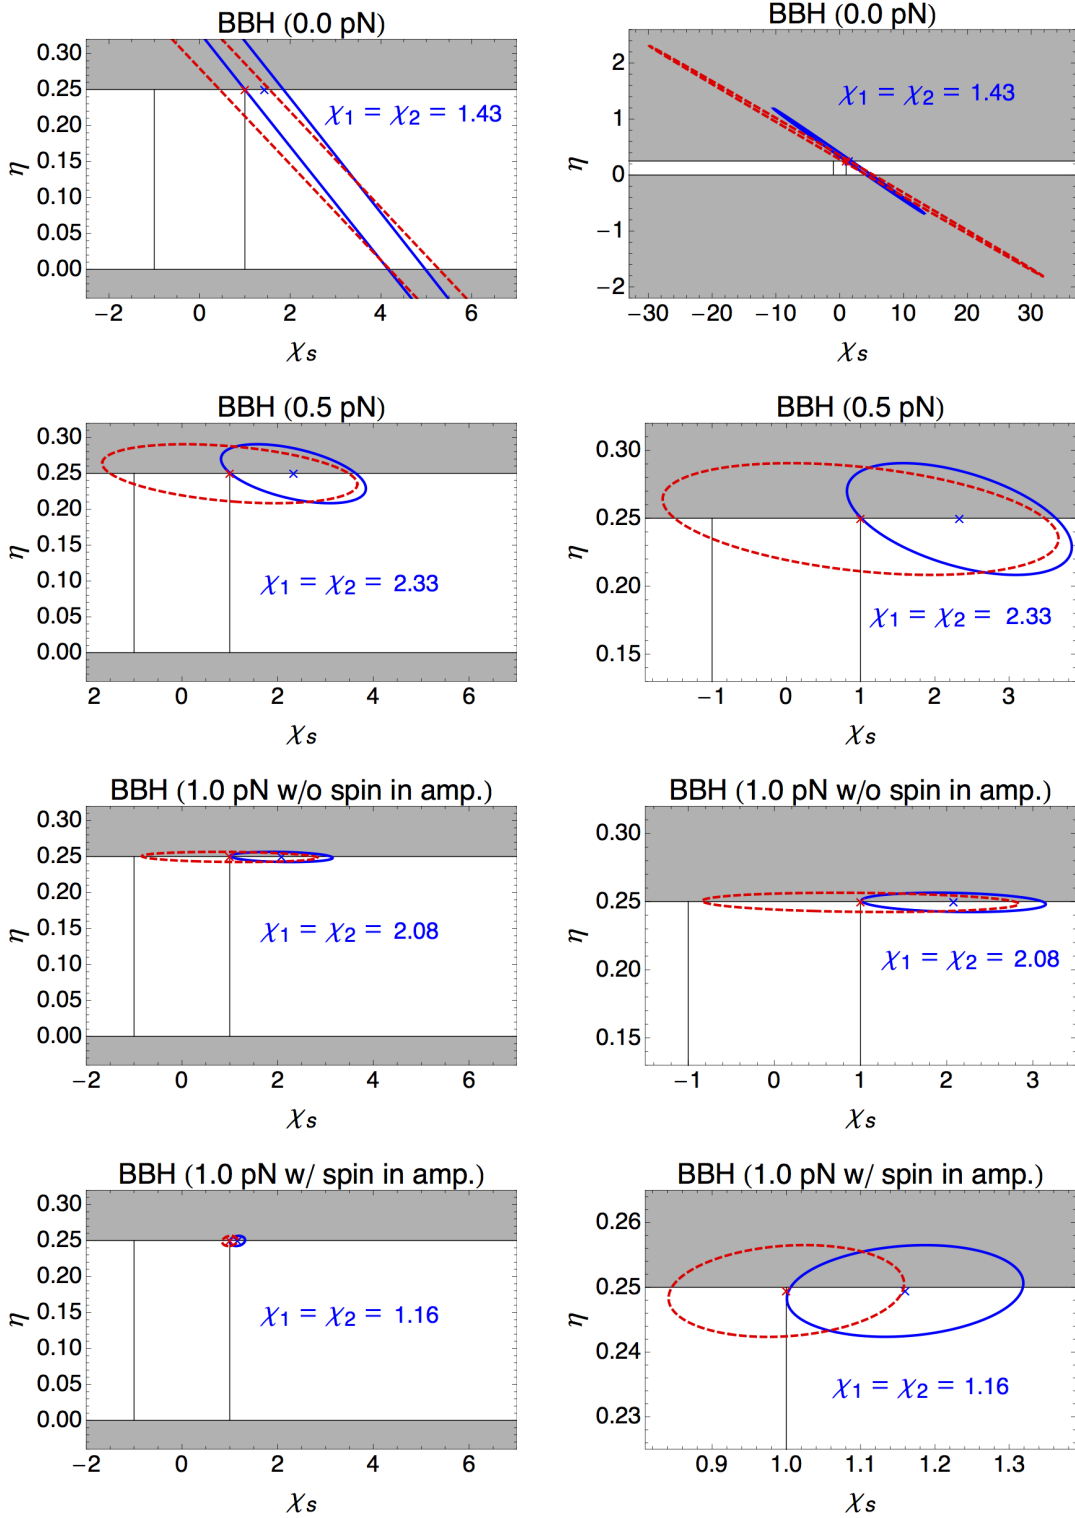 BBH (0.0 pN)
0.30
0.25
0.20
0.15
0.10
0.05
0.00
η
χ1 = χ2 = 1.43
−2 0 2 4 6
χs
BBH (0.0 pN)
2
1
0
−1
−2
η
χ1 = χ2 = 1.43
−30 −20 −10 0 10 20 30
χs
BBH (0.5 pN)
0.30
0.25
0.20
0.15
0.10
0.05
0.00
η
χ1 = χ2 = 2.33
2 0 2 4 6
χs
BBH (0.5 pN)
0.30
0.25
0.20
0.15
η
χ1 = χ2 = 2.33
−1 0 1 2 3
χs
BBH (1.0 pN w/o spin in amp.)
0.30
0.25
0.20
0.15
0.10
0.05
0.00
η
χ1 = χ2 = 2.08
−2 0 2 4 6
χs
BBH (1.0 pN w/o spin in amp.)
0.30
0.25
0.20
0.15
η
χ1 = χ2 = 2.08
−1 0 1 2 3
χs
BBH (1.0 pN w/ spin in amp.)
0.30
0.25
0.20
0.15
0.10
0.05
0.00
η
χ1 = χ2 = 1.16
−2 0 2 4 6
χs
BBH (1.0 pN w/ spin in amp.)
0.26
0.25
0.24
0.23
η
χ1 = χ2 = 1.16
0.9 1.0 1.1 1.2 1.3
χs